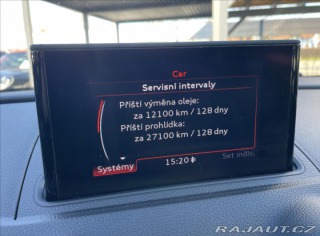 Car
Servisní intervaly
Příští výměna oleje:
za 12100 km / 128 dny
Příští prohlídka:
za 27100 km / 128 dny
Systémy
15:20
Set indiv.
RAJAUT.CZ